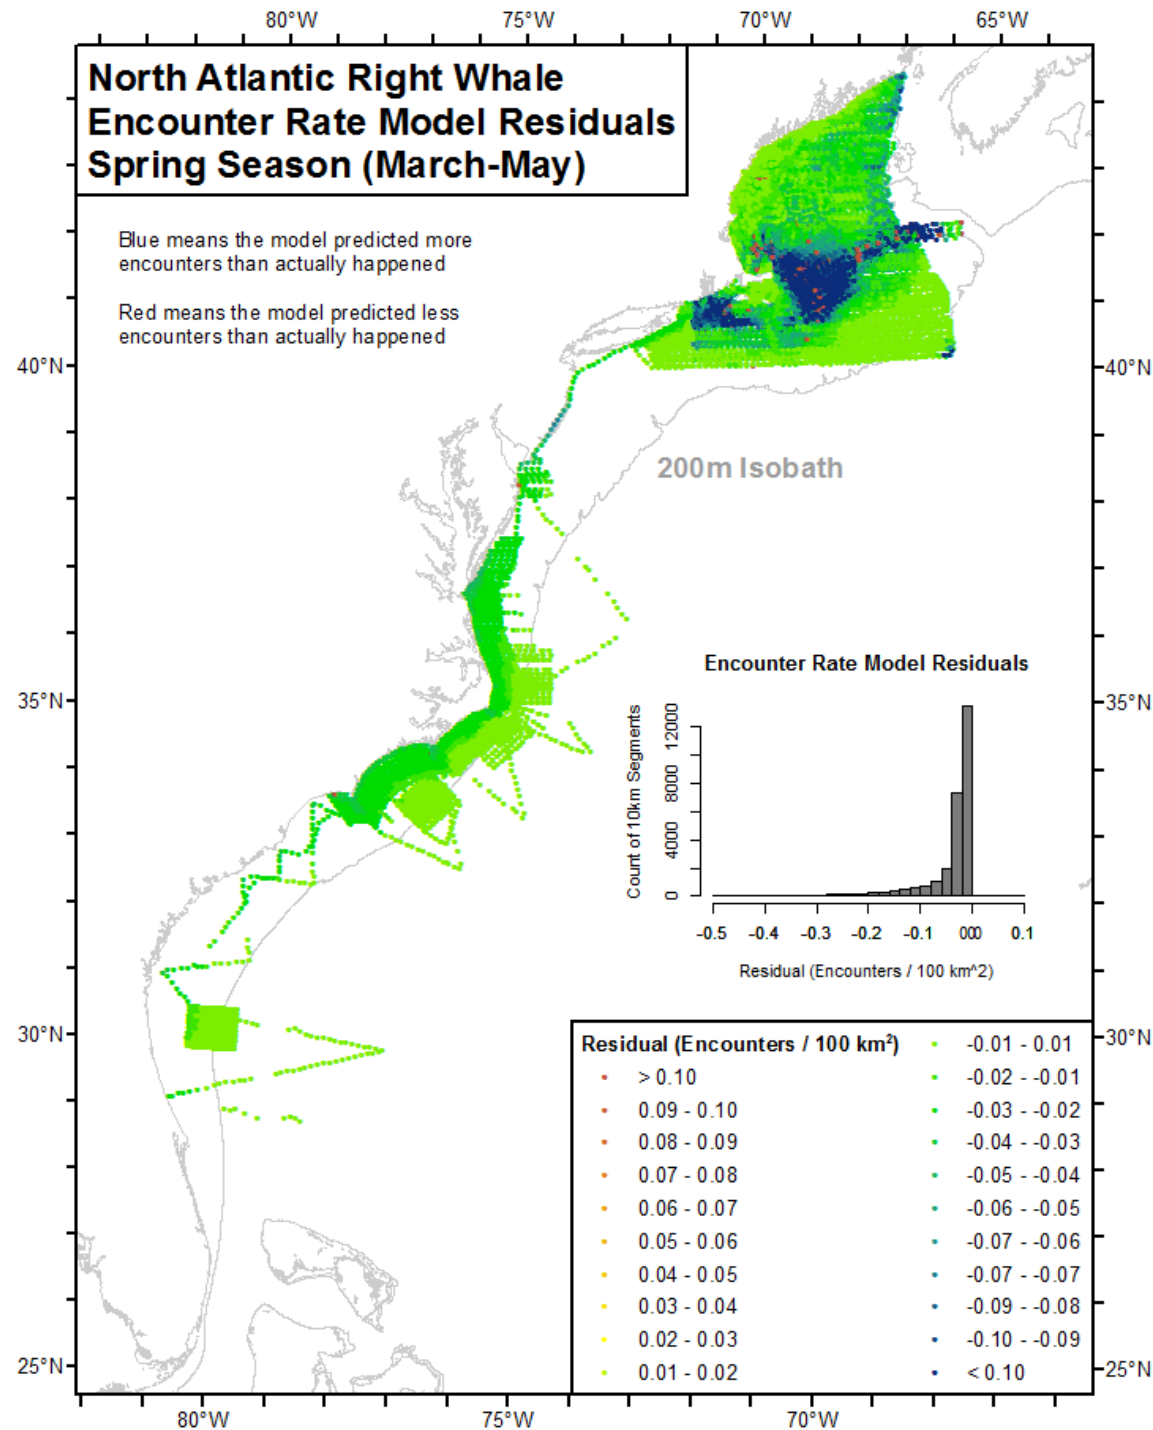 80°W 75°W 70°W 65°W
North Atlantic Right Whale
Encounter Rate Model Residuals
Spring Season (March-May)
Blue means the model predicted more
encounters than actually happened
Red means the model predicted less
encounters than actually happened
40°N 40°N
200m Isobath
Encounter Rate Model Residuals
35°N 35°N
Count of 10km Segments
0 4000 8000 12000
-0.5 -0.4 -0.3 -0.2 -0.1 000 0.1
Residual (Encounters / 100 km^2)
30°N 30°N
Residual (Encounters / 100 km²)
> 0.10
0.09 - 0.10
0.08 - 0.09
0.07 - 0.08
0.06 - 0.07
0.05 - 0.06
0.04 - 0.05
0.03 - 0.04
0.02 - 0.03
0.01 - 0.02
-0.01 - 0.01
-0.02 - -0.01
-0.03 - -0.02
-0.04 - -0.03
-0.05 - -0.04
-0.06 - -0.05
-0.07 - -0.06
-0.07 - -0.07
-0.09 - -0.08
-0.10 - -0.09
< 0.10
25°N 25°N
80°W 75°W 70°W